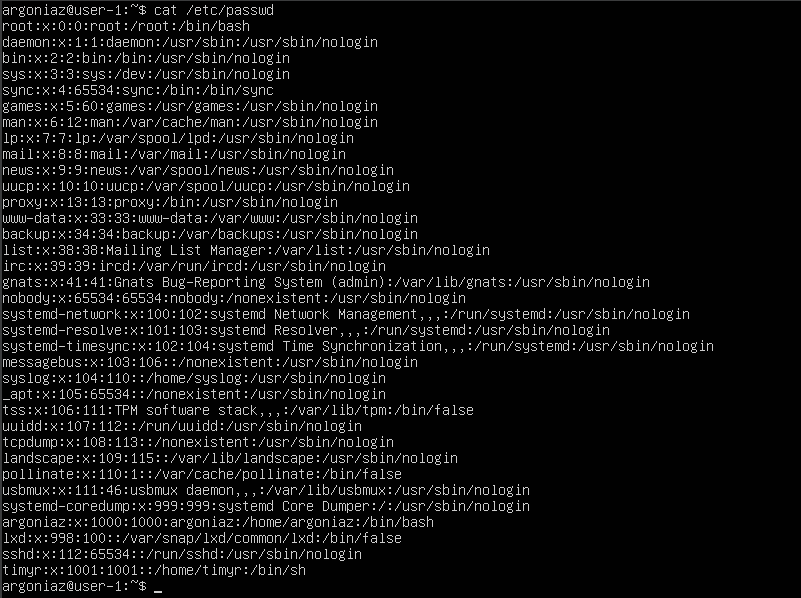 argoniaz@user-1:~$ cat /etc/passwd
root:x:0:0:root:/root:/bin/bash
daemon:x:1:1:daemon:/usr/sbin:/usr/sbin/nologin
bin:x:2:2:bin:/bin:/usr/sbin/nologin
sys:x:3:3:sys:/dev:/usr/sbin/nologin
sync:x:4:65534:sync:/bin:/bin/sync
games:x:5:60:games:/usr/games:/usr/sbin/nologin
man:x:6:12:man:/var/cache/man:/usr/sbin/nologin
lp:x:7:7:lp:/var/spool/lpd:/usr/sbin/nologin
mail:x:8:8:mail:/var/mail:/usr/sbin/nologin
news:x:9:9:news:/var/spool/news:/usr/sbin/nologin
uucp:x:10:10:uucp:/var/spool/uucp:/usr/sbin/nologin
proxy:x:13:13:proxy:/bin:/usr/sbin/nologin
www-data:x:33:33:www-data:/var/www:/usr/sbin/nologin
backup:x:34:34:backup:/var/backups:/usr/sbin/nologin
list:x:38:38:Mailing List Manager:/var/list:/usr/sbin/nologin
irc:x:39:39:ircd:/var/run/ircd:/usr/sbin/nologin
gnats:x:41:41:Gnats Bug-Reporting System (admin):/var/lib/gnats:/usr/sbin/nologin
nobody:x:65534:65534:nobody:/nonexistent:/usr/sbin/nologin
systemd-network:x:100:102:systemd Network Management,,,:/run/systemd:/usr/sbin/nologin
systemd-resolve:x:101:103:systemd Resolver,,,:/run/systemd:/usr/sbin/nologin
systemd-timesync:x:102:104:systemd Time Synchronization,,,:/run/systemd:/usr/sbin/nologin
messagebus:x:103:106::/nonexistent:/usr/sbin/nologin
syslog:x:104:110::/home/syslog:/usr/sbin/nologin
_apt:x:105:65534::/nonexistent:/usr/sbin/nologin
tss:x:106:111:TPM software stack,,,:/var/lib/tpm:/bin/false
uuidd:x:107:112::/run/uuidd:/usr/sbin/nologin
tcpdump:x:108:113::/nonexistent:/usr/sbin/nologin
landscape:x:109:115::/var/lib/landscape:/usr/sbin/nologin
pollinate:x:110:1::/var/cache/pollinate:/bin/false
usbmux:x:111:46:usbmux daemon,,,:/var/lib/usbmux:/usr/sbin/nologin
systemd-coredump:x:999:999:systemd Core Dumper:/:/usr/sbin/nologin
argoniaz:x:1000:1000:argoniaz:/home/argoniaz:/bin/bash
lxd:x:998:100::/var/snap/lxd/common/lxd:/bin/false
sshd:x:112:65534::/run/sshd:/usr/sbin/nologin
timyr:x:1001:1001::/home/timyr:/bin/sh
argoniaz@user-1:~$ _